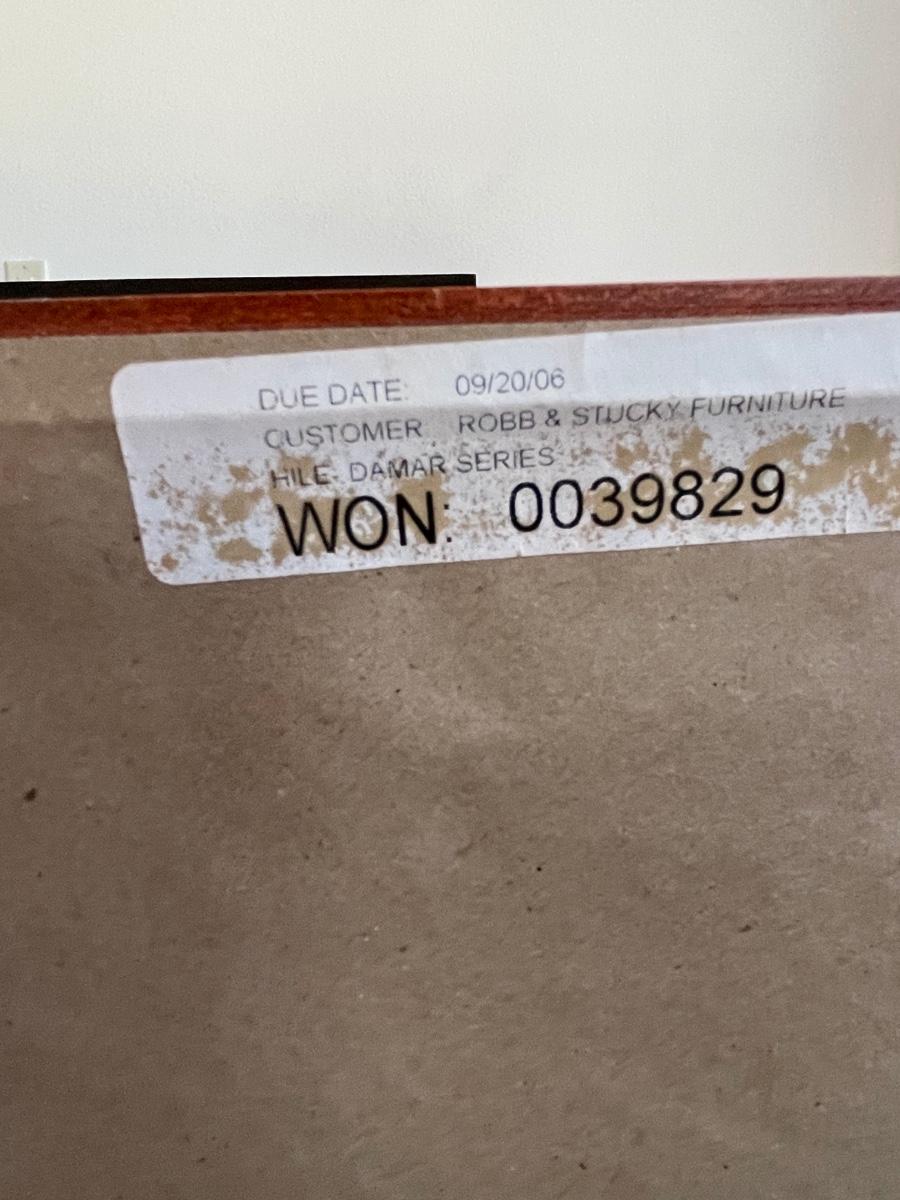 DUE DATE: 09/20/06
CUSTOMER ROBB & STUCKY FURNITURE
HILE- DAMAR SERIES
WON: 0039829